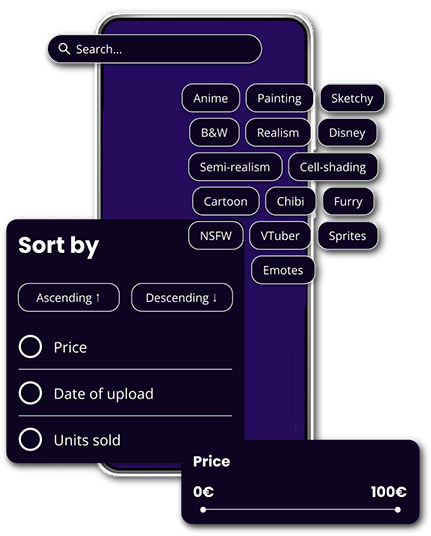 Search...
Anime Painting Sketchy
B&W Realism Disney
Semi-realism Cell-shading
Cartoon Chibi Furry
NSFW VTuber Sprites
Emotes
Sort by
Ascending ↑ Descending ↓
Price
Date of upload
Units sold
Price
0€ 100€